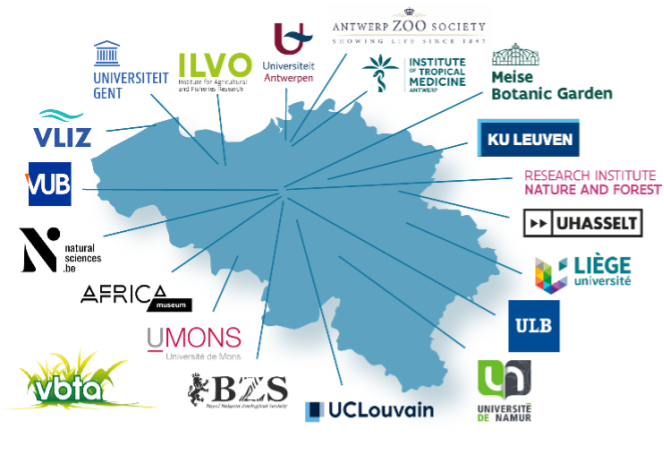 ANTWERP ZOO SOCIETY
SHOWING LIFE SINCE 1843
UNIVERSITEIT
GENT
ILVO
Institute for Agricultural
and Fisheries Research
Universiteit
Antwerpen
INSTITUTE
OF TROPICAL
MEDICINE
ANTWERP
Meise
Botanic Garden
VLIZ
KU LEUVEN
VUB
RESEARCH INSTITUTE
NATURE AND FOREST
UHASSELT
natural
sciences
.be
LIÈGE
université
AFRICA
museum
ULB
UMONS
Université de Mons
vbta
BZS
Royal Belgian Zoological Society
UCLouvain
UNIVERSITÉ
DE NAMUR